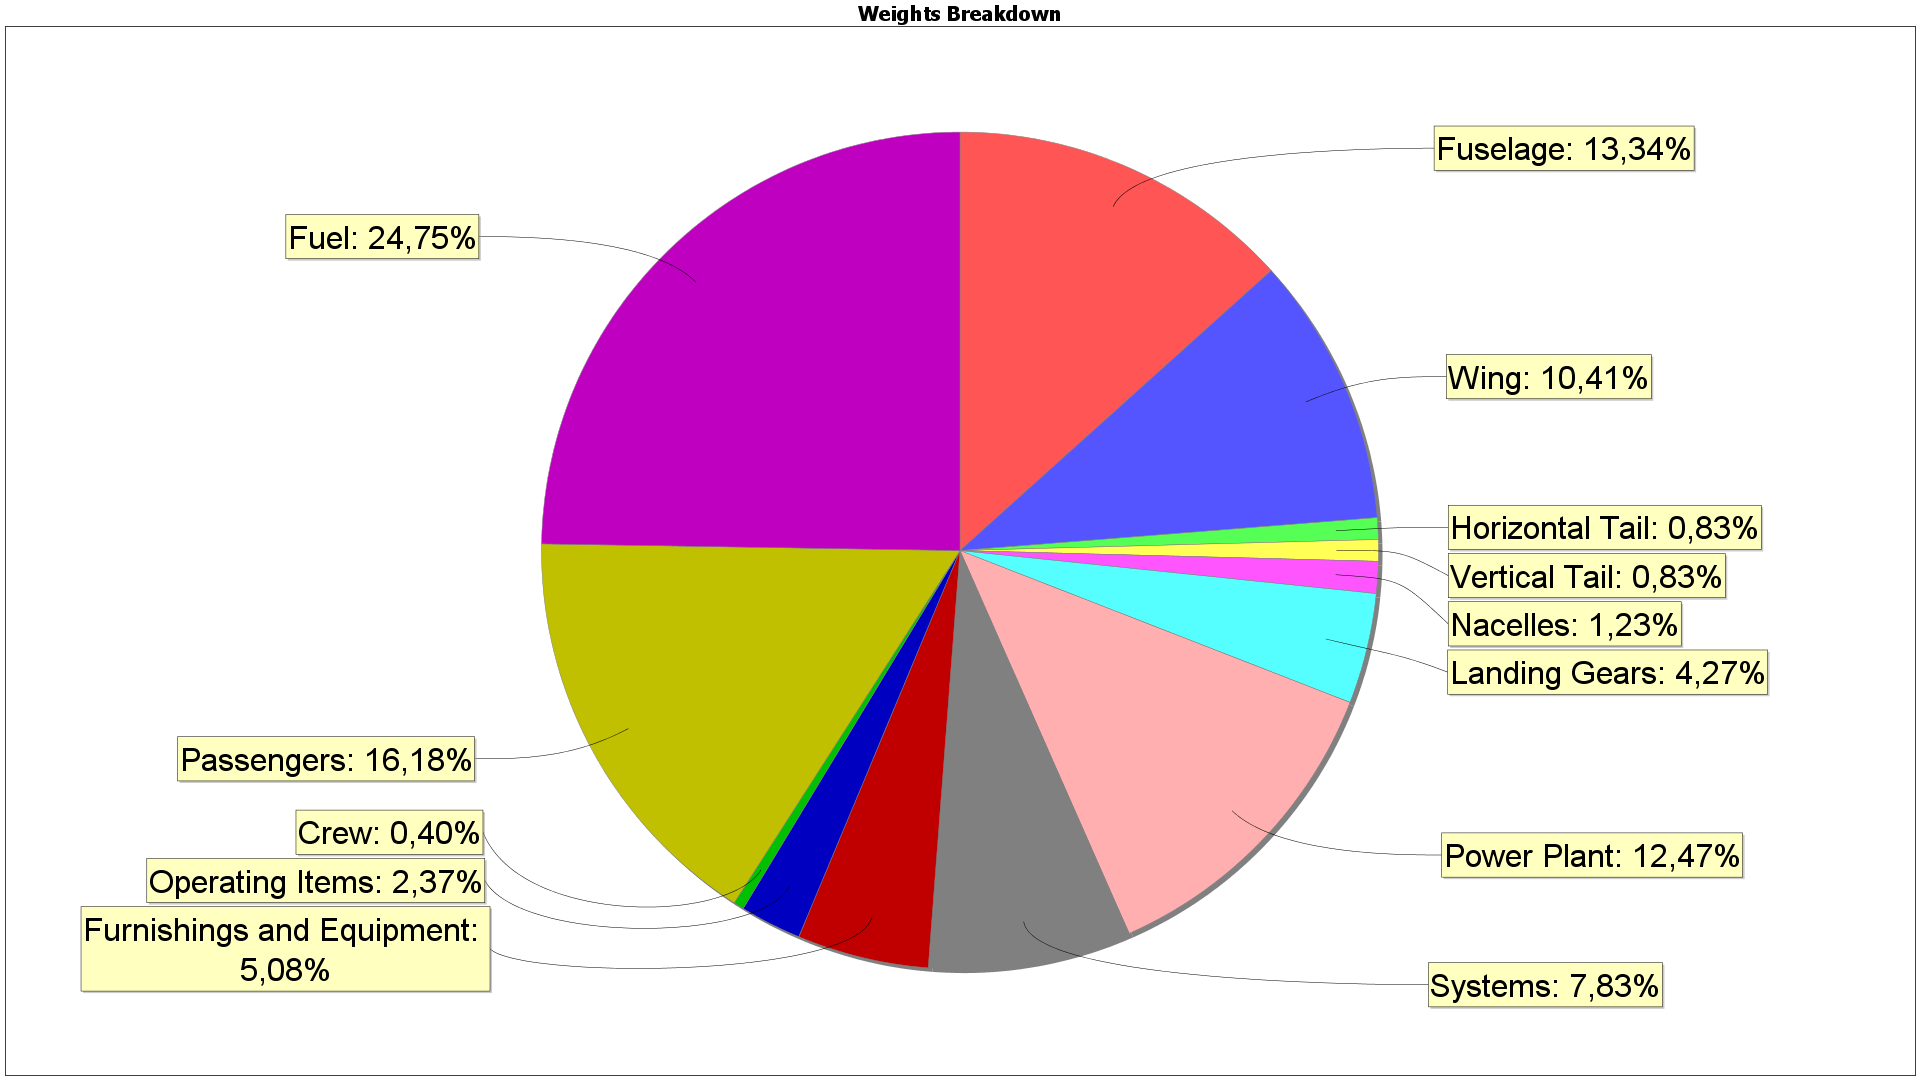 Weights Breakdown
Fuselage: 13,34%
Fuel: 24,75%
Wing: 10,41%
Horizontal Tail: 0,83%
Vertical Tail: 0,83%
Nacelles: 1,23%
Landing Gears: 4,27%
Passengers: 16,18%
Crew: 0,40%
Power Plant: 12,47%
Operating Items: 2,37%
Furnishings and Equipment:
5,08%
Systems: 7,83%